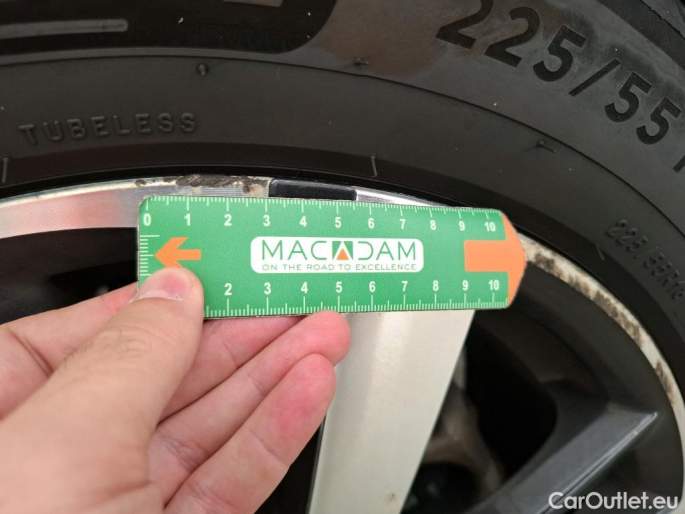 225/55
TUBELESS
0 1 2 3 4 5 6 7 8 9 10
MACADAM
ON THE ROAD TO EXCELLENCE
2 3 4 5 6 7 8 9 10
CarOutlet.eu